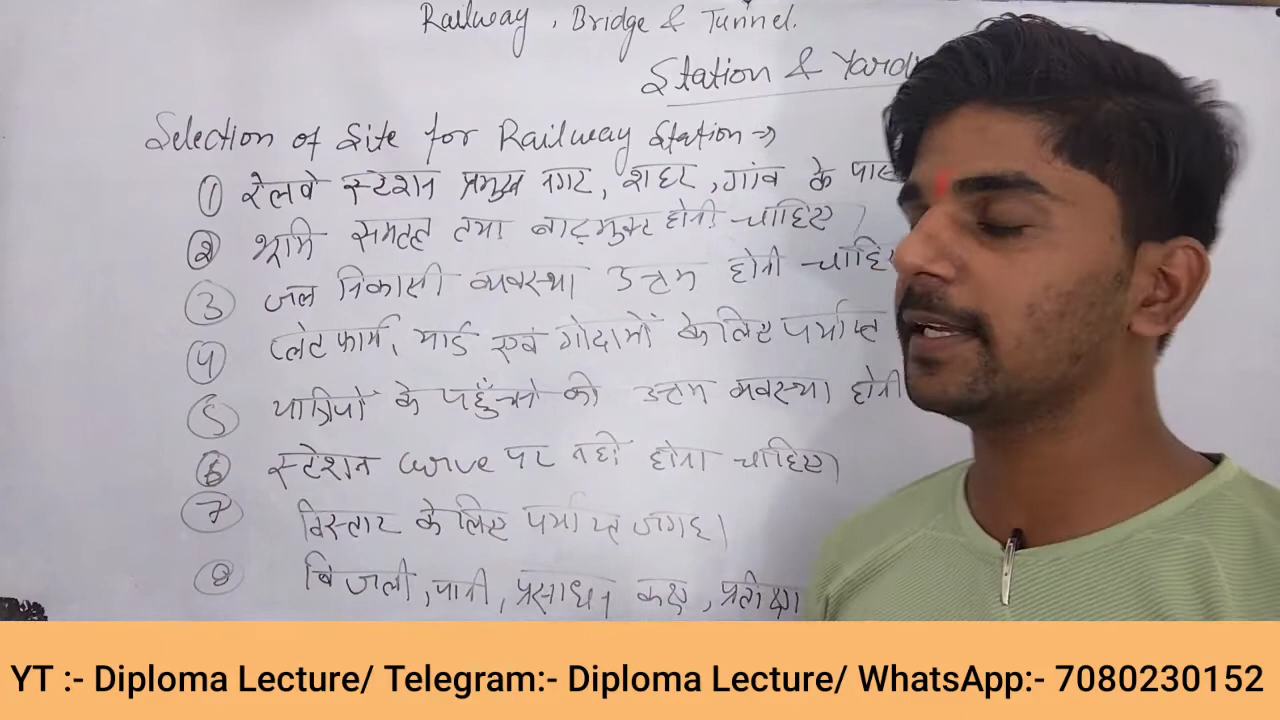 Railway, Bridge & Tunnel.
Station & Yard
Selection of Site for Railway Station →
① रेलवे स्टेशन प्रमुख नगर, शहर, गांव के पास
② भूमि समतल तथा बाढ़मुक्त होनी चाहिए
③ जल निकासी व्यवस्था उत्तम होनी चाहि
④ प्लेटफार्म, यार्ड एवं गोदामों के लिए पर्याप्त
⑤ यात्रियों के पहुँचने की उत्तम व्यवस्था होनी
⑥ स्टेशन curve पर नहीं होना चाहिए।
⑦ विस्तार के लिए पर्याप्त जगह।
⑧ बिजली, पानी, प्रसाधन कक्ष, प्रतीक्षा
YT :- Diploma Lecture/ Telegram:- Diploma Lecture/ WhatsApp:- 7080230152